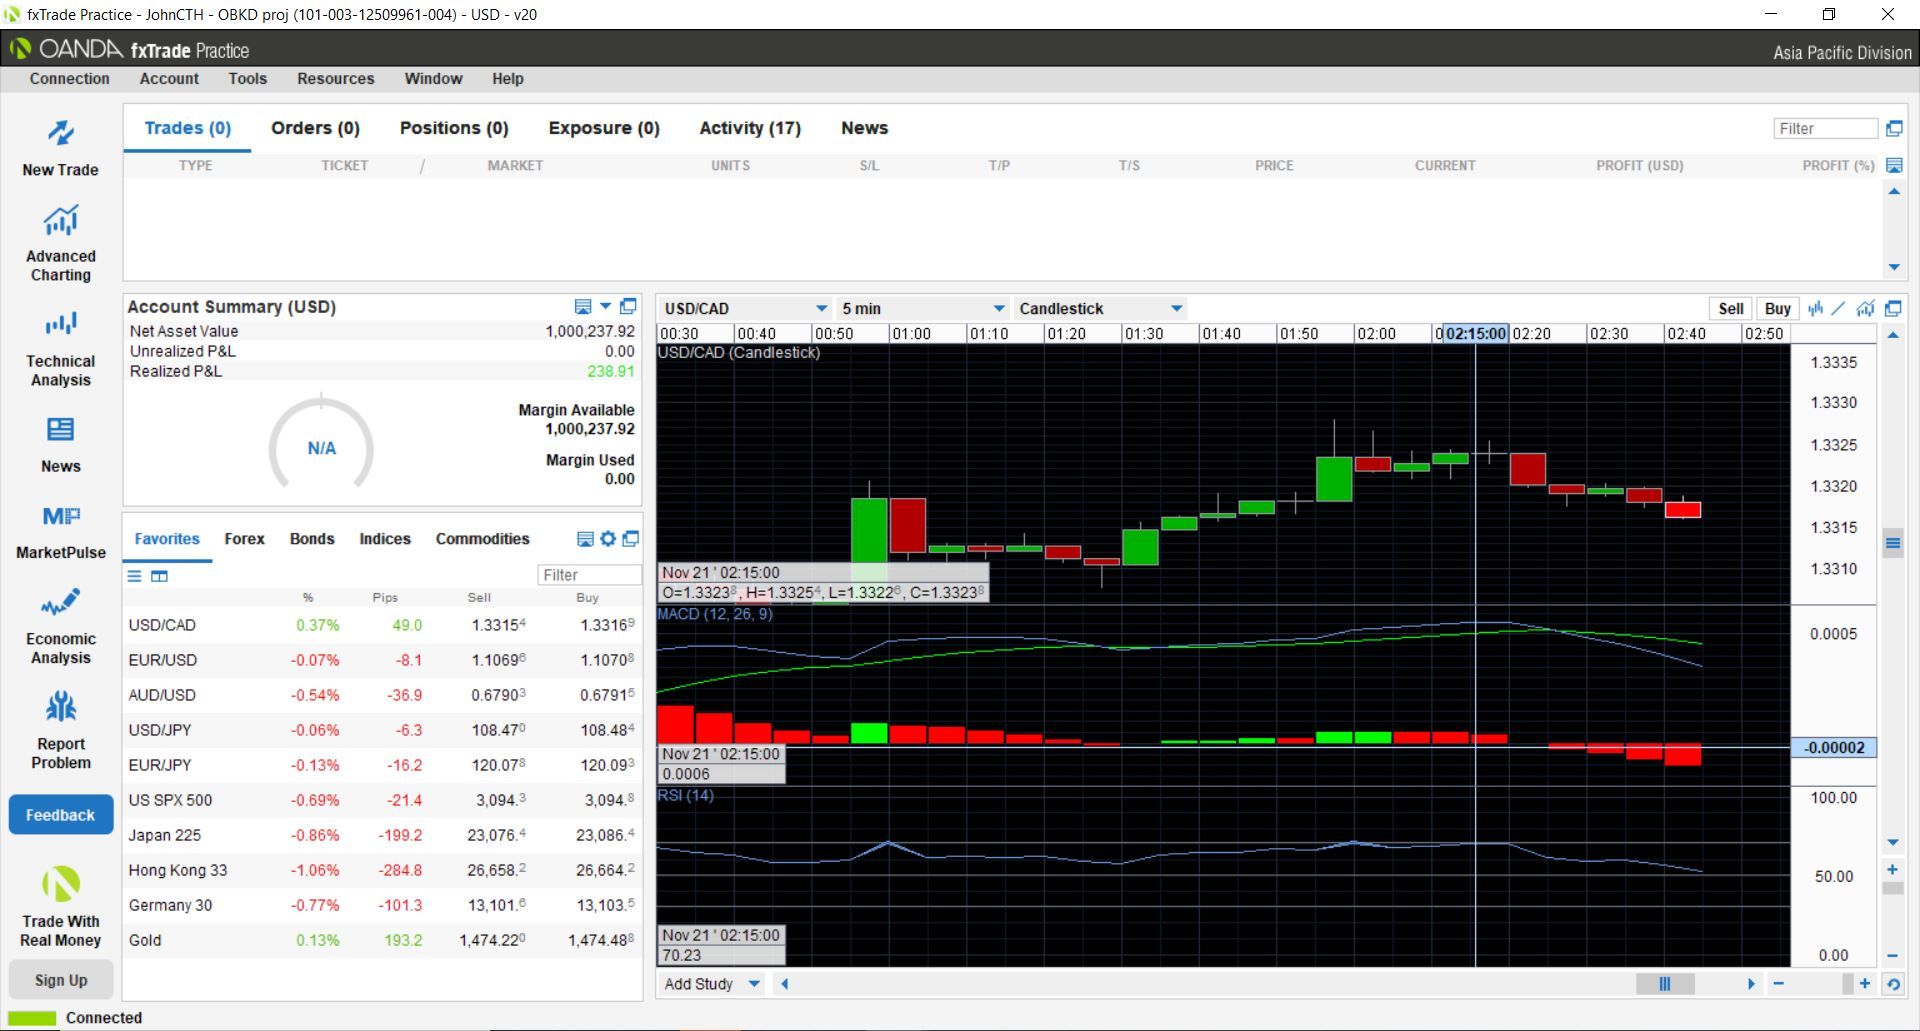 fxTrade Practice - JohnCTH - OBKD proj (101-003-12509961-004) - USD - v20
OANDA fxTrade Practice
Asia Pacific Division
Connection Account Tools Resources Window Help
New Trade
Advanced
Charting
Technical
Analysis
News
MP
MarketPulse
Economic
Analysis
Report
Problem
Feedback
Trade With
Real Money
Sign Up
Connected
Trades (0) Orders (0) Positions (0) Exposure (0) Activity (17) News Filter
TYPE TICKET / MARKET UNITS S/L T/P T/S PRICE CURRENT PROFIT (USD) PROFIT (%)
Account Summary (USD)
Net Asset Value 1,000,237.92
Unrealized P&L 0.00
Realized P&L 238.91
N/A
Margin Available
1,000,237.92
Margin Used
0.00
Favorites Forex Bonds Indices Commodities
Filter
% Pips Sell Buy
USD/CAD 0.37% 49.0 1.33154 1.33169
EUR/USD -0.07% -8.1 1.10696 1.10708
AUD/USD -0.54% -36.9 0.67903 0.67915
USD/JPY -0.06% -6.3 108.470 108.484
EUR/JPY -0.13% -16.2 120.078 120.093
US SPX 500 -0.69% -21.4 3,094.3 3,094.8
Japan 225 -0.86% -199.2 23,076.4 23,086.4
Hong Kong 33 -1.06% -284.8 26,658.2 26,664.2
Germany 30 -0.77% -101.3 13,101.6 13,103.5
Gold 0.13% 193.2 1,474.220 1,474.488
USD/CAD 5 min Candlestick Sell Buy
00:30 00:40 00:50 01:00 01:10 01:20 01:30 01:40 01:50 02:00 0 02:15:00 02:20 02:30 02:40 02:50
USD/CAD (Candlestick)
1.3335
1.3330
1.3325
1.3320
1.3315
1.3310
Nov 21 ' 02:15:00
O=1.33238, H=1.33254, L=1.33226, C=1.33238
MACD (12, 26, 9)
0.0005
-0.00002
Nov 21 ' 02:15:00
0.0006
RSI (14)
100.00
50.00
0.00
Nov 21 ' 02:15:00
70.23
Add Study